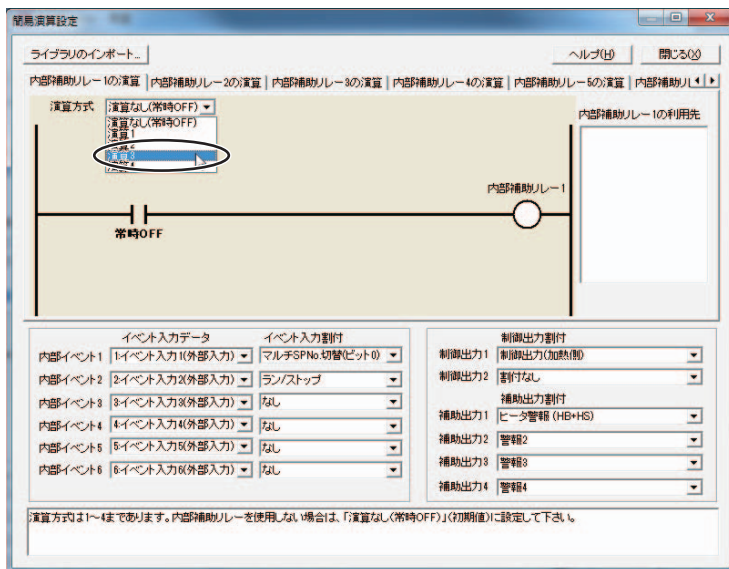 簡易演算設定
ライブラリのインポート...
ヘルプ(H)
閉じる(X)
内部補助リレー1の演算
内部補助リレー2の演算
内部補助リレー3の演算
内部補助リレー4の演算
内部補助リレー5の演算
内部補助リ
演算方式
演算なし(常時OFF)
演算なし(常時OFF)
演算1
演算2
演算3
内部補助リレー1の利用先
内部補助リレー1
常時OFF
イベント入力データ
イベント入力割付
内部イベント1
1:イベント入力1(外部入力)
マルチSPNo.切替(ビット0)
内部イベント2
2:イベント入力2(外部入力)
ラン/ストップ
内部イベント3
3:イベント入力3(外部入力)
なし
内部イベント4
4:イベント入力4(外部入力)
なし
内部イベント5
5:イベント入力5(外部入力)
なし
内部イベント6
6:イベント入力6(外部入力)
なし
制御出力割付
制御出力1
制御出力(加熱側)
制御出力2
割付なし
補助出力割付
補助出力1
ヒータ警報 (HB+HS)
補助出力2
警報2
補助出力3
警報3
補助出力4
警報4
演算方式は1~4まであります。内部補助リレーを使用しない場合は、「演算なし(常時OFF)」(初期値)に設定して下さい。